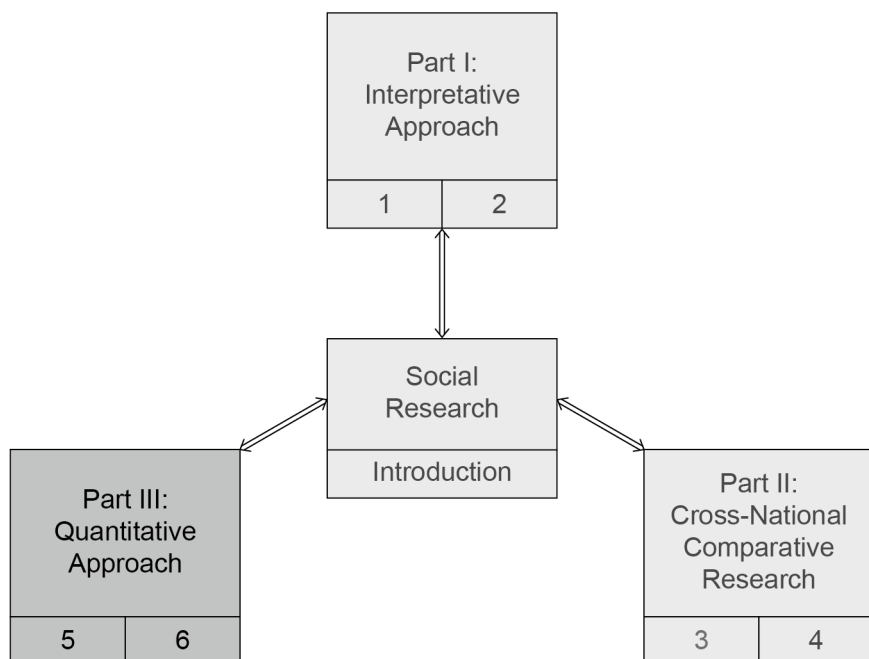 Part I:
Interpretative
Approach
1 2
Social
Research
Introduction
Part III:
Quantitative
Approach
5 6
Part II:
Cross-National
Comparative
Research
3 4